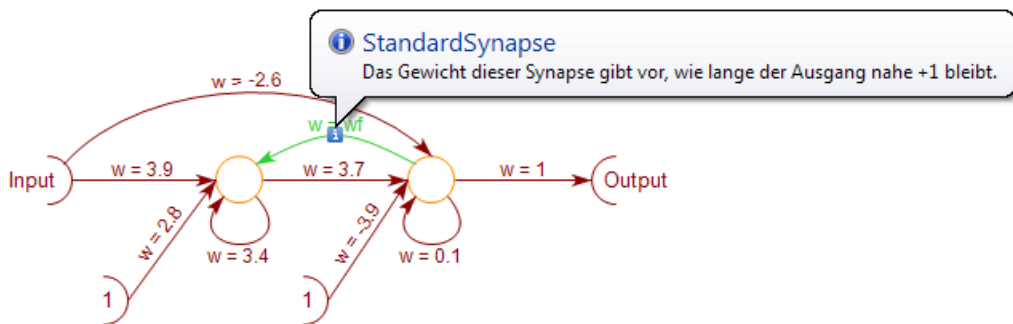 StandardSynapse
Das Gewicht dieser Synapse gibt vor, wie lange der Ausgang nahe +1 bleibt.
w = -2.6
w = wf
Input
w = 3.9
w = 3.7
w = 1
Output
w = 2.8
w = 3.4
w = -3.9
w = 0.1
1
1